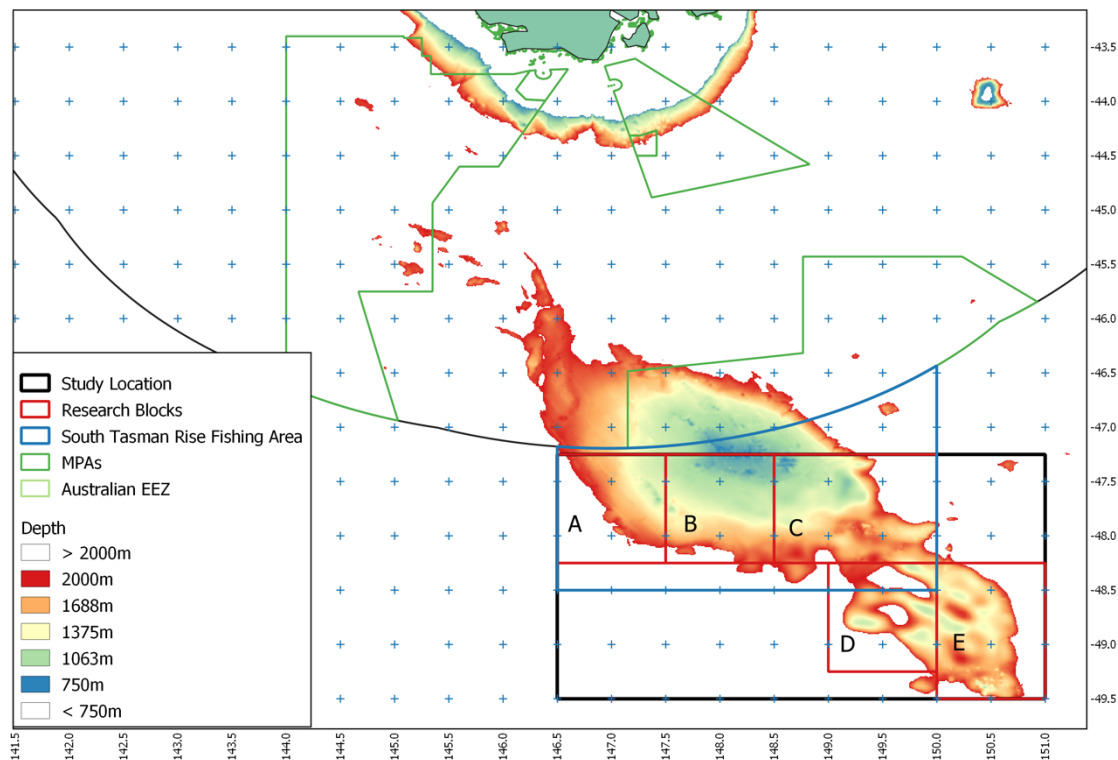 -43.5
-44.0
-44.5
-45.0
-45.5
-46.0
-46.5
-47.0
-47.5
-48.0
-48.5
-49.0
-49.5
A
B
C
D
E
Study Location
Research Blocks
South Tasman Rise Fishing Area
MPAs
Australian EEZ
Depth
> 2000m
2000m
1688m
1375m
1063m
750m
< 750m
141.5 142.0 142.5 143.0 143.5 144.0 144.5 145.0 145.5 146.0 146.5 147.0 147.5 148.0 148.5 149.0 149.5 150.0 150.5 151.0